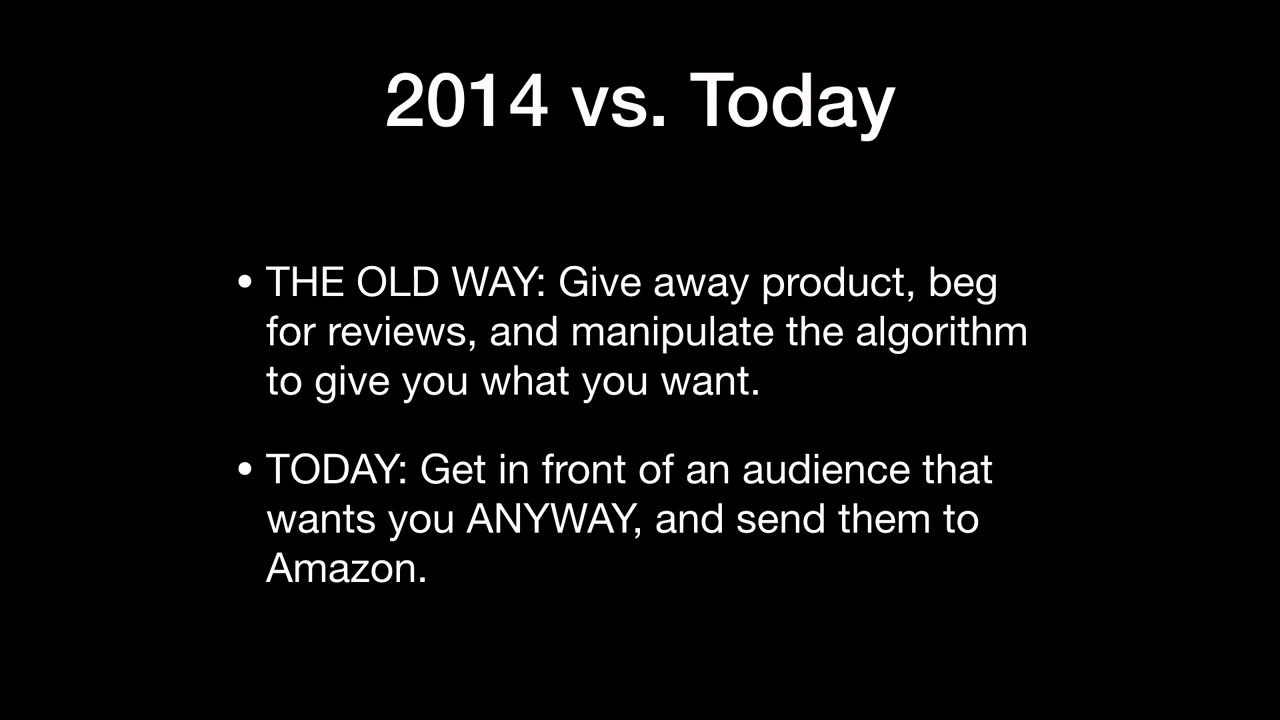 2014 vs. Today
• THE OLD WAY: Give away product, beg
for reviews, and manipulate the algorithm
to give you what you want.
• TODAY: Get in front of an audience that
wants you ANYWAY, and send them to
Amazon.